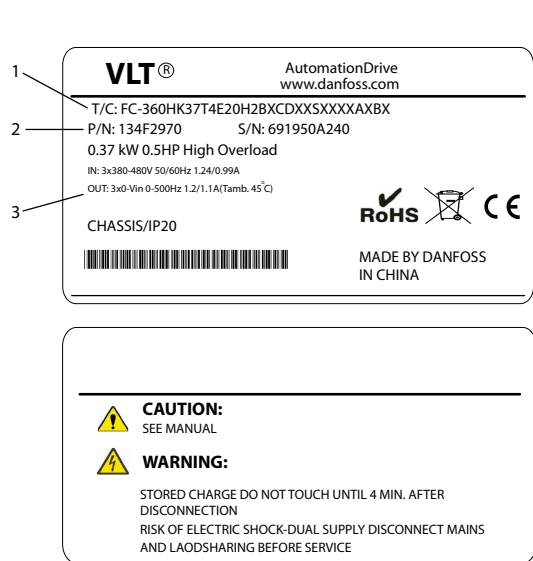 VLT®
AutomationDrive
www.danfoss.com
1
T/C: FC-360HK37T4E20H2BXCDXXSXXXXAXBX
2
P/N: 134F2970 S/N: 691950A240
0.37 kW 0.5HP High Overload
IN: 3x380-480V 50/60Hz 1.24/0.99A
OUT: 3x0-Vin 0-500Hz 1.2/1.1A(Tamb. 45°C)
3
CHASSIS/IP20
RoHS CE
MADE BY DANFOSS
IN CHINA
CAUTION:
SEE MANUAL
WARNING:
STORED CHARGE DO NOT TOUCH UNTIL 4 MIN. AFTER
DISCONNECTION
RISK OF ELECTRIC SHOCK-DUAL SUPPLY DISCONNECT MAINS
AND LAODSHARING BEFORE SERVICE